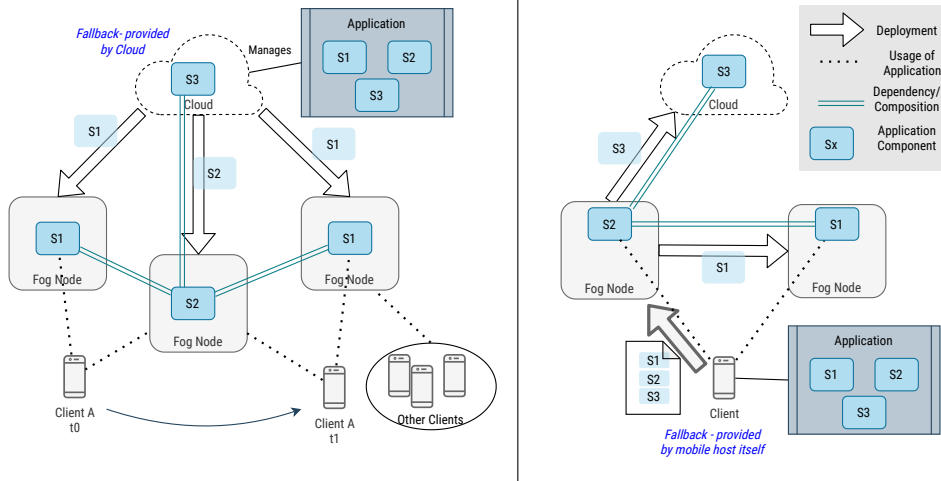 Fallback- provided
by Cloud
Manages
Application
S1
S2
S3
S3
Cloud
S1
S2
S1
S1
Fog Node
S2
Fog Node
S1
Fog Node
Client A
t0
Client A
t1
Other Clients
S3
Cloud
S3
S2
Fog Node
S1
S1
Fog Node
S1
S2
S3
Client
Fallback - provided
by mobile host itself
Application
S1
S2
S3
Deployment
Usage of
Application
Dependency/
Composition
Sx
Application
Component